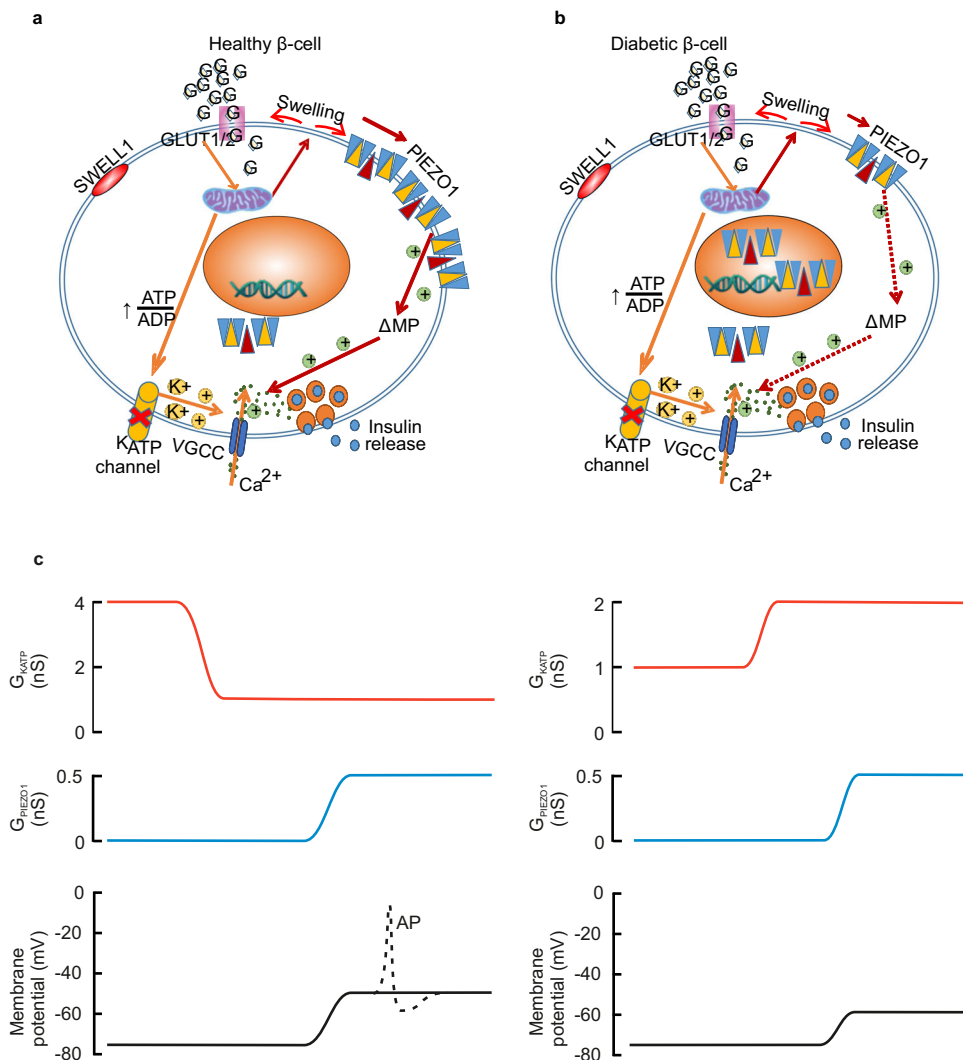 a
Healthy β-cell
G G G G G G G G G G
G
G
G
G
GLUT1/2
Swelling
PIEZO1
SWELL1
↑ ATP
ADP
+
ΔMP
+
+
K+ +
K+ +
+
KATP
channel
VGCC
Ca2+
Insulin
release
b
Diabetic β-cell
G G G G G G G G G G
G
G
G
G
GLUT1/2
Swelling
PIEZO1
SWELL1
↑ ATP
ADP
+
+
ΔMP
+
+
K+ +
K+ +
+
KATP
channel
VGCC
Ca2+
Insulin
release
c
GKATP
(nS)
4
2
0
GKATP
(nS)
2
1
0
GPIEZO1
(nS)
0.5
0
GPIEZO1
(nS)
0.5
0
Membrane
potential (mV)
0
-20
-40
-60
-80
AP
Membrane
potential (mV)
0
-20
-40
-60
-80